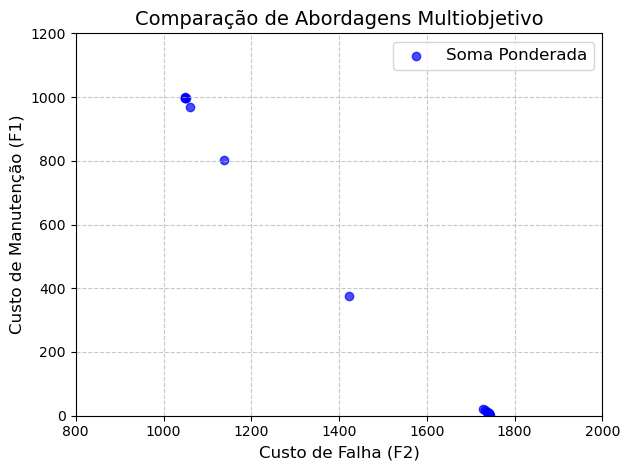 Comparação de Abordagens Multiobjetivo
Soma Ponderada
Custo de Manutenção (F1)
1200
1000
800
600
400
200
0
800 1000 1200 1400 1600 1800 2000
Custo de Falha (F2)